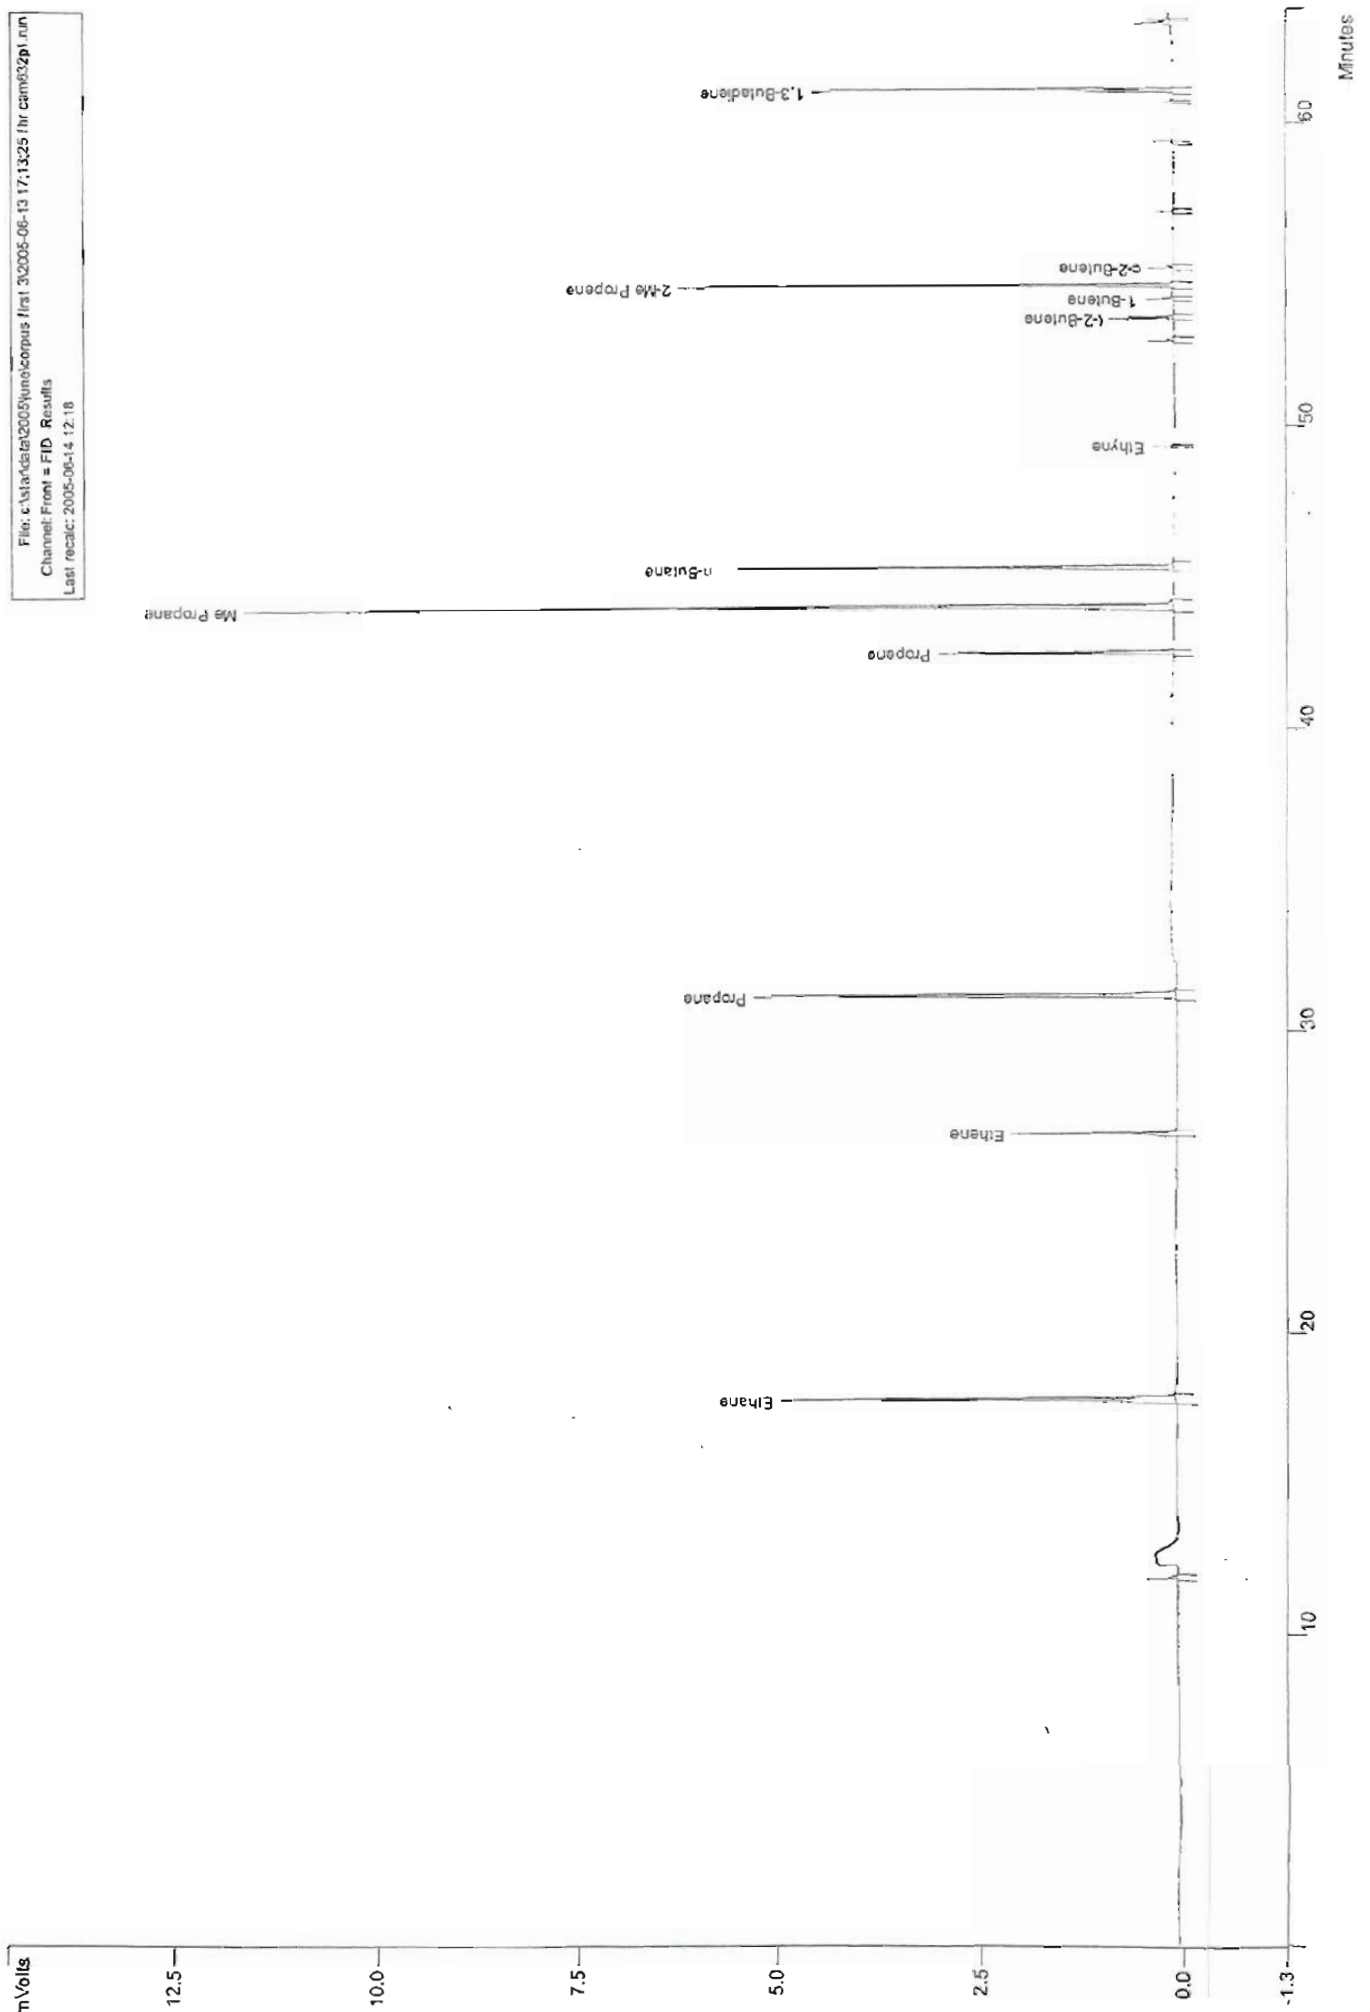 File: c:\star\data\2005\june\corpus first 3\2005-06-13 17;13;25 1hr cam632p1.run
Channel: Front = FID Results
Last recalc: 2005-06-14 12:18
mVolts
12.5
10.0
7.5
5.0
2.5
0.0
-1.3
Ethane
Ethene
Propane
Propene
Me Propane
n-Butane
Ethyne
t-2-Butene
1-Butene
2-Me Propene
c-2-Butene
1,3-Butadiene
10
20
30
40
50
60
Minutes